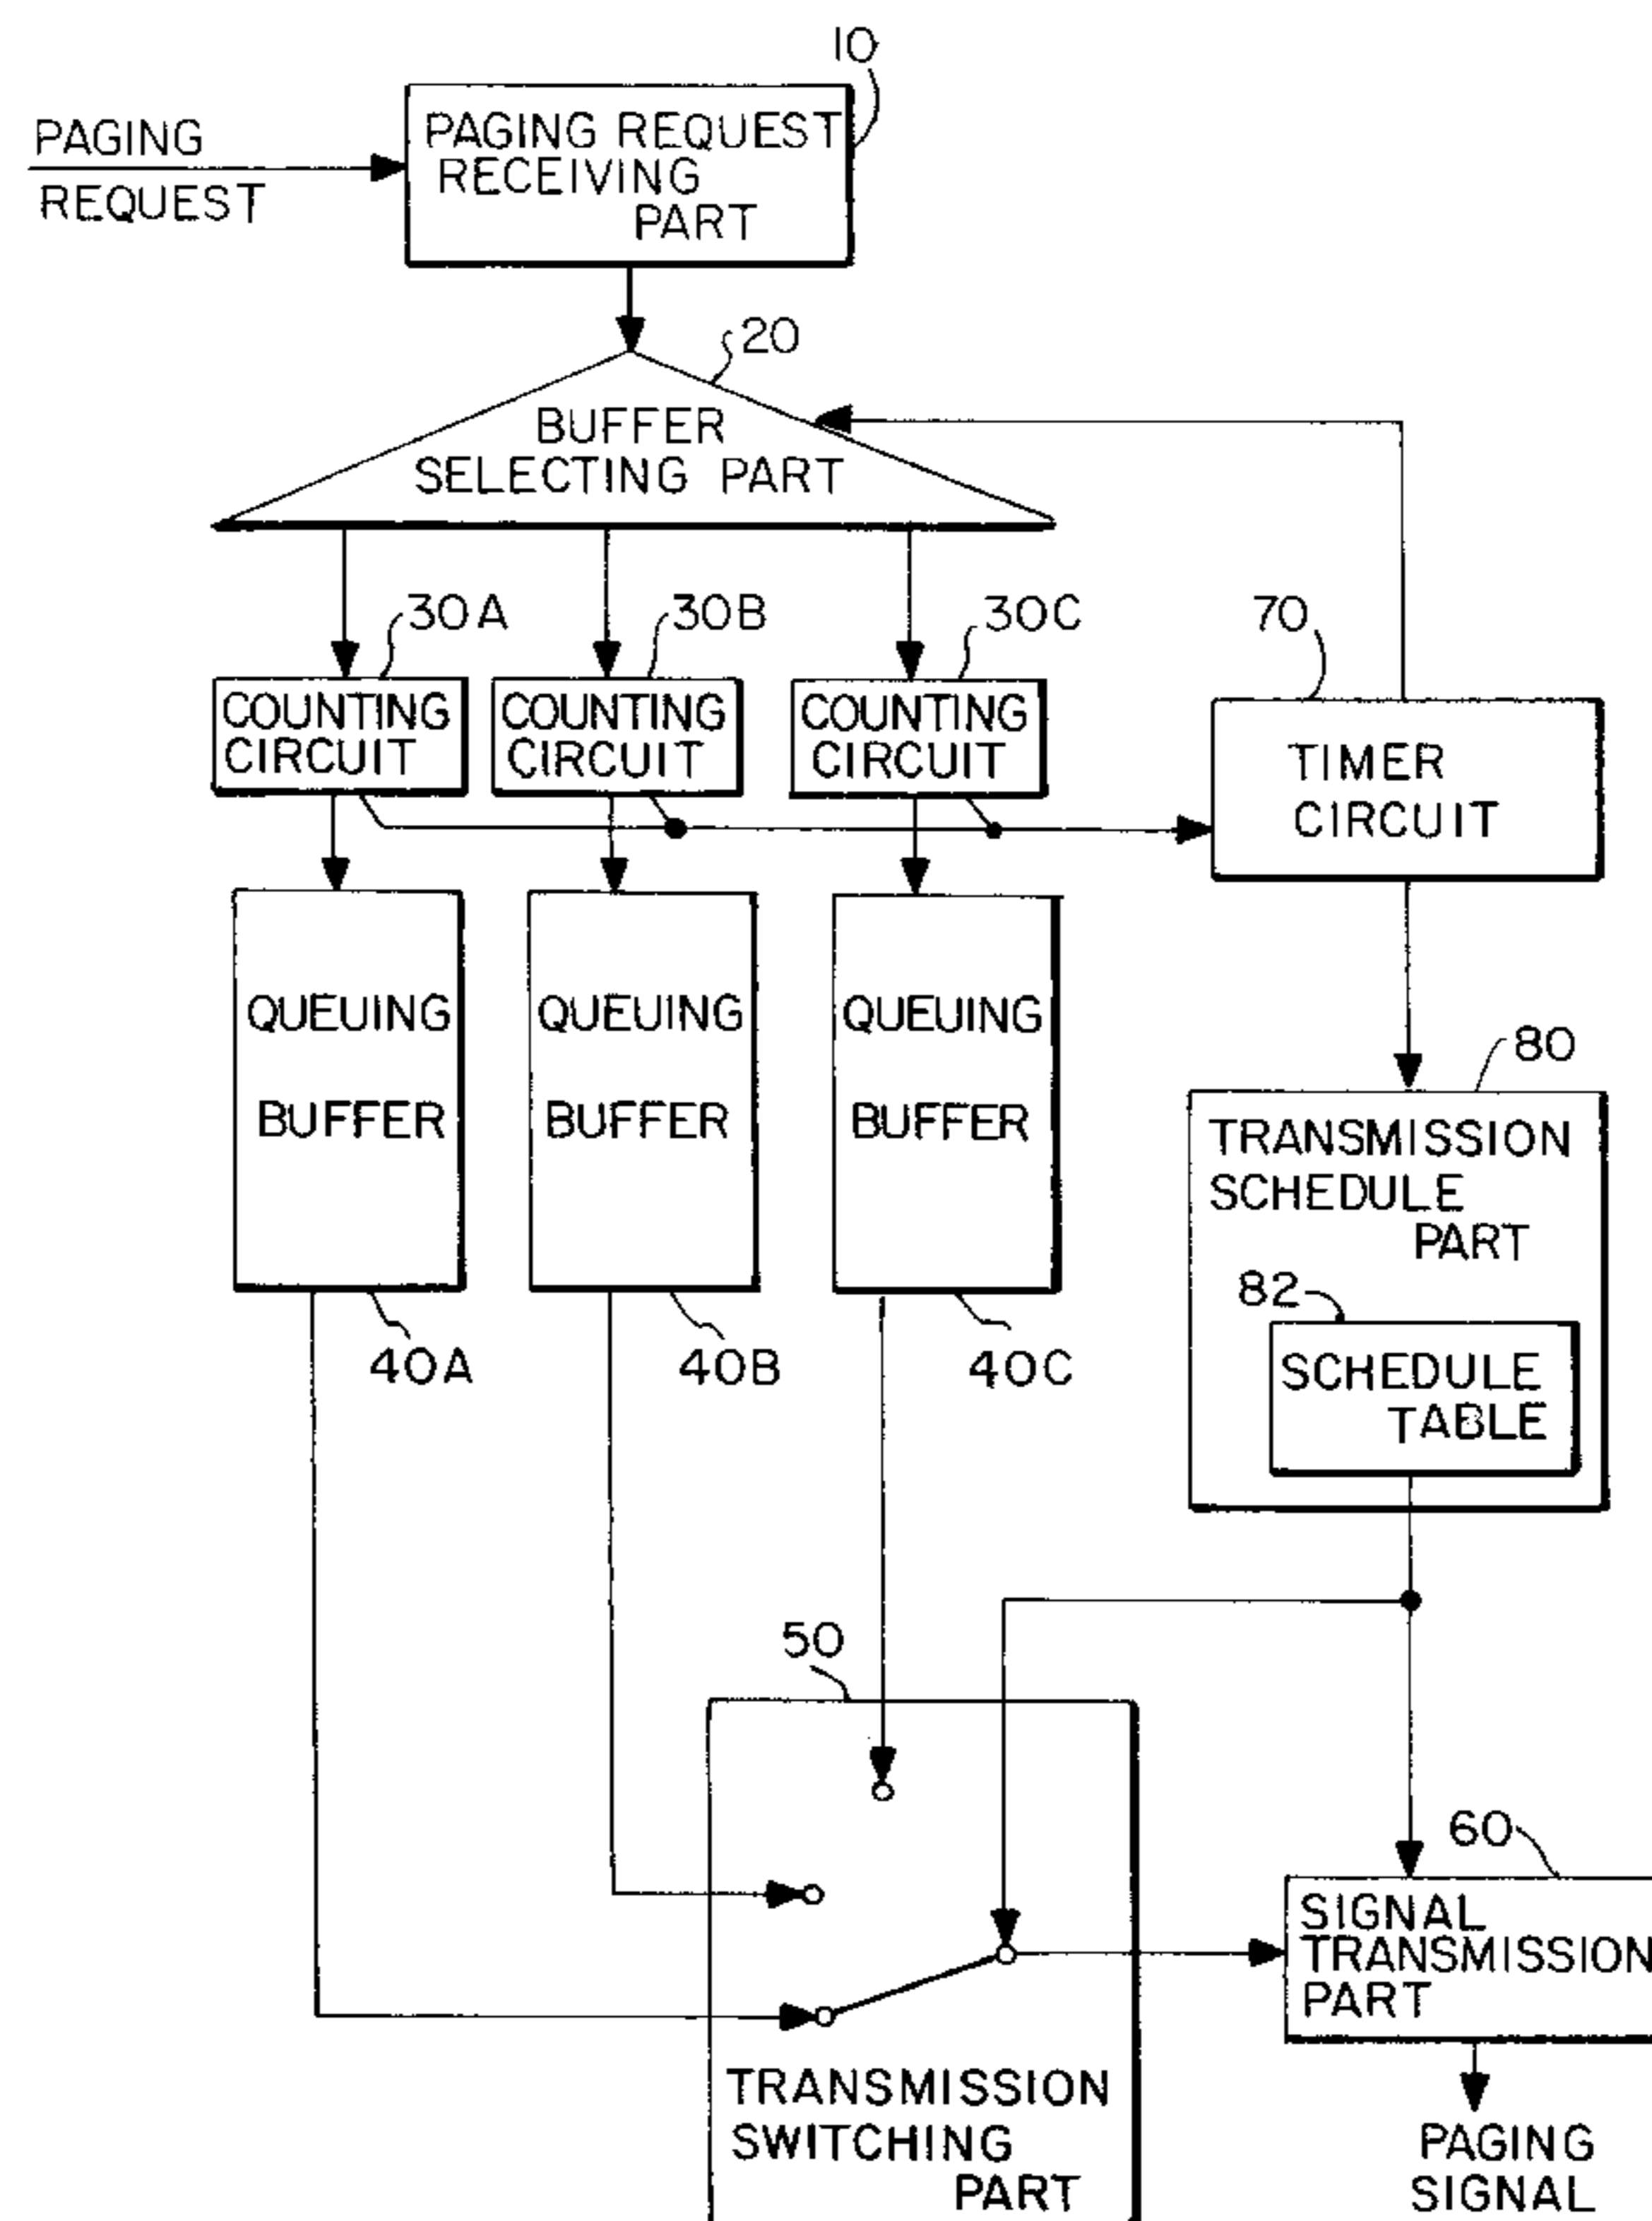 10
PAGING
REQUEST
PAGING REQUEST
RECEIVING
PART
20
BUFFER
SELECTING PART
30A
30B
30C
70
COUNTING
CIRCUIT
COUNTING
CIRCUIT
COUNTING
CIRCUIT
TIMER
CIRCUIT
QUEUING
BUFFER
QUEUING
BUFFER
QUEUING
BUFFER
80
TRANSMISSION
SCHEDULE
PART
82
SCHEDULE
TABLE
40A
40B
40C
50
60
SIGNAL
TRANSMISSION
PART
TRANSMISSION
SWITCHING
PART
PAGING
SIGNAL